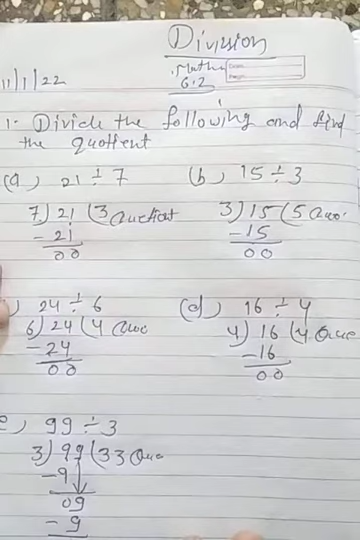 Division
Maths
11/1/22 6.2
1. Divide the following and find
the quotient
(a) 21 ÷ 7 (b) 15 ÷ 3
7) 21 (3 3) 15 (5 Quo.
- 21 - 15
00 00
) 24 ÷ 6 (d) 16 ÷ 4
6) 24 (4 Quo 4) 16 (4 Quo
- 24 - 16
00 00
e) 99 ÷ 3
3) 99 (33 Quo
- 9
09
- 9